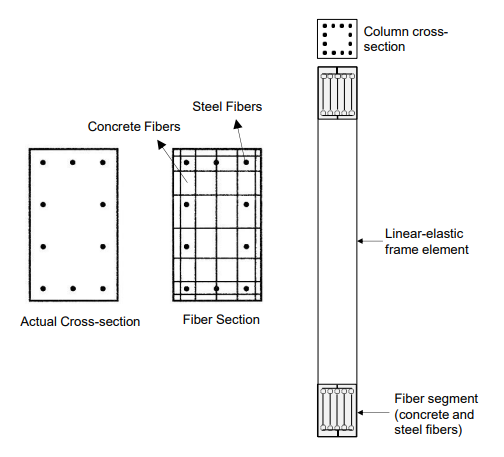 Column cross-
section
Steel Fibers
Concrete Fibers
Linear-elastic
frame element
Actual Cross-section
Fiber Section
Fiber segment
(concrete and
steel fibers)